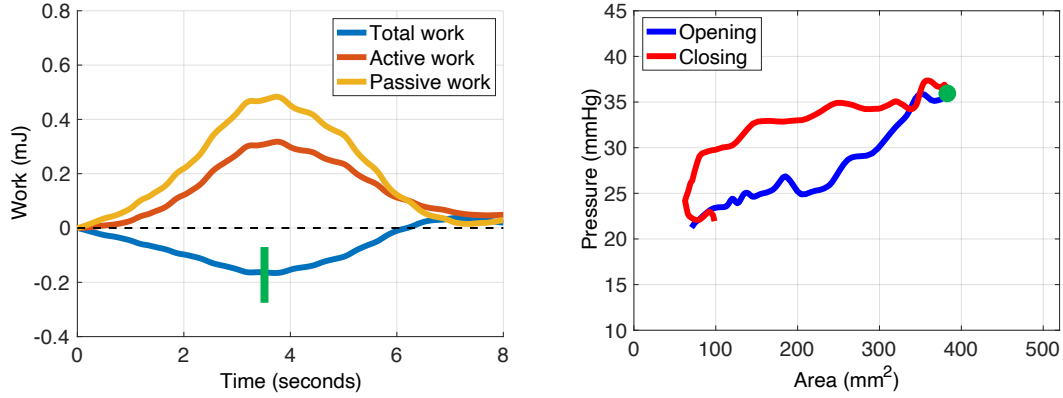 0.8
0.6
0.4
0.2
0
-0.2
-0.4
Work (mJ)
Total work
Active work
Passive work
0 2 4 6 8
Time (seconds)
45
40
35
30
25
20
15
10
Pressure (mmHg)
Opening
Closing
0 100 200 300 400 500
Area (mm²)